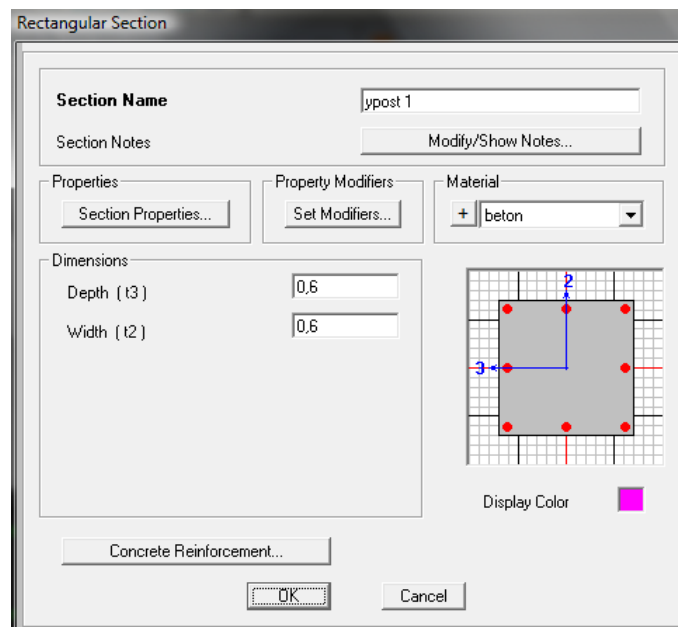 Rectangular Section
Section Name
ypost 1
Section Notes
Modify/Show Notes...
Properties
Property Modifiers
Material
Section Properties...
Set Modifiers...
+
beton
Dimensions
Depth ( t3 )
0,6
Width ( t2 )
0,6
2
3
Display Color
Concrete Reinforcement...
OK
Cancel